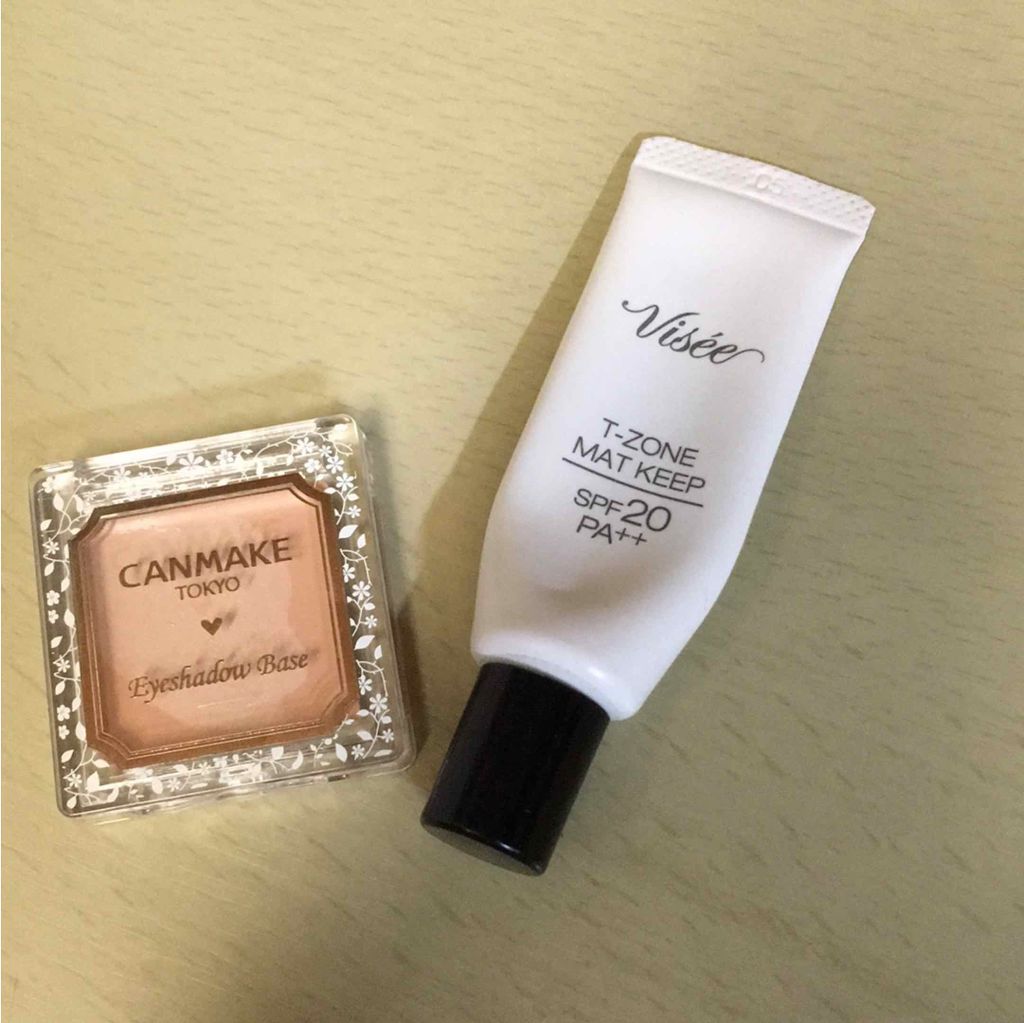 CANMAKE
TOKYO
Eyeshadow Base
Visée
T-ZONE
MAT KEEP
SPF20
PA++